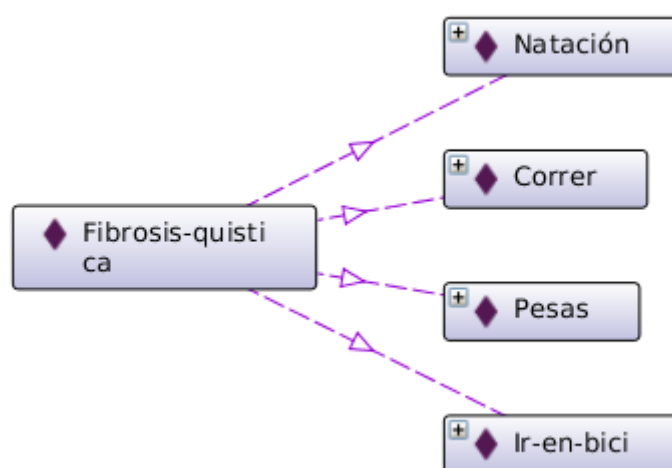 Natación
Correr
Fibrosis-quisti
ca
Pesas
Ir-en-bici